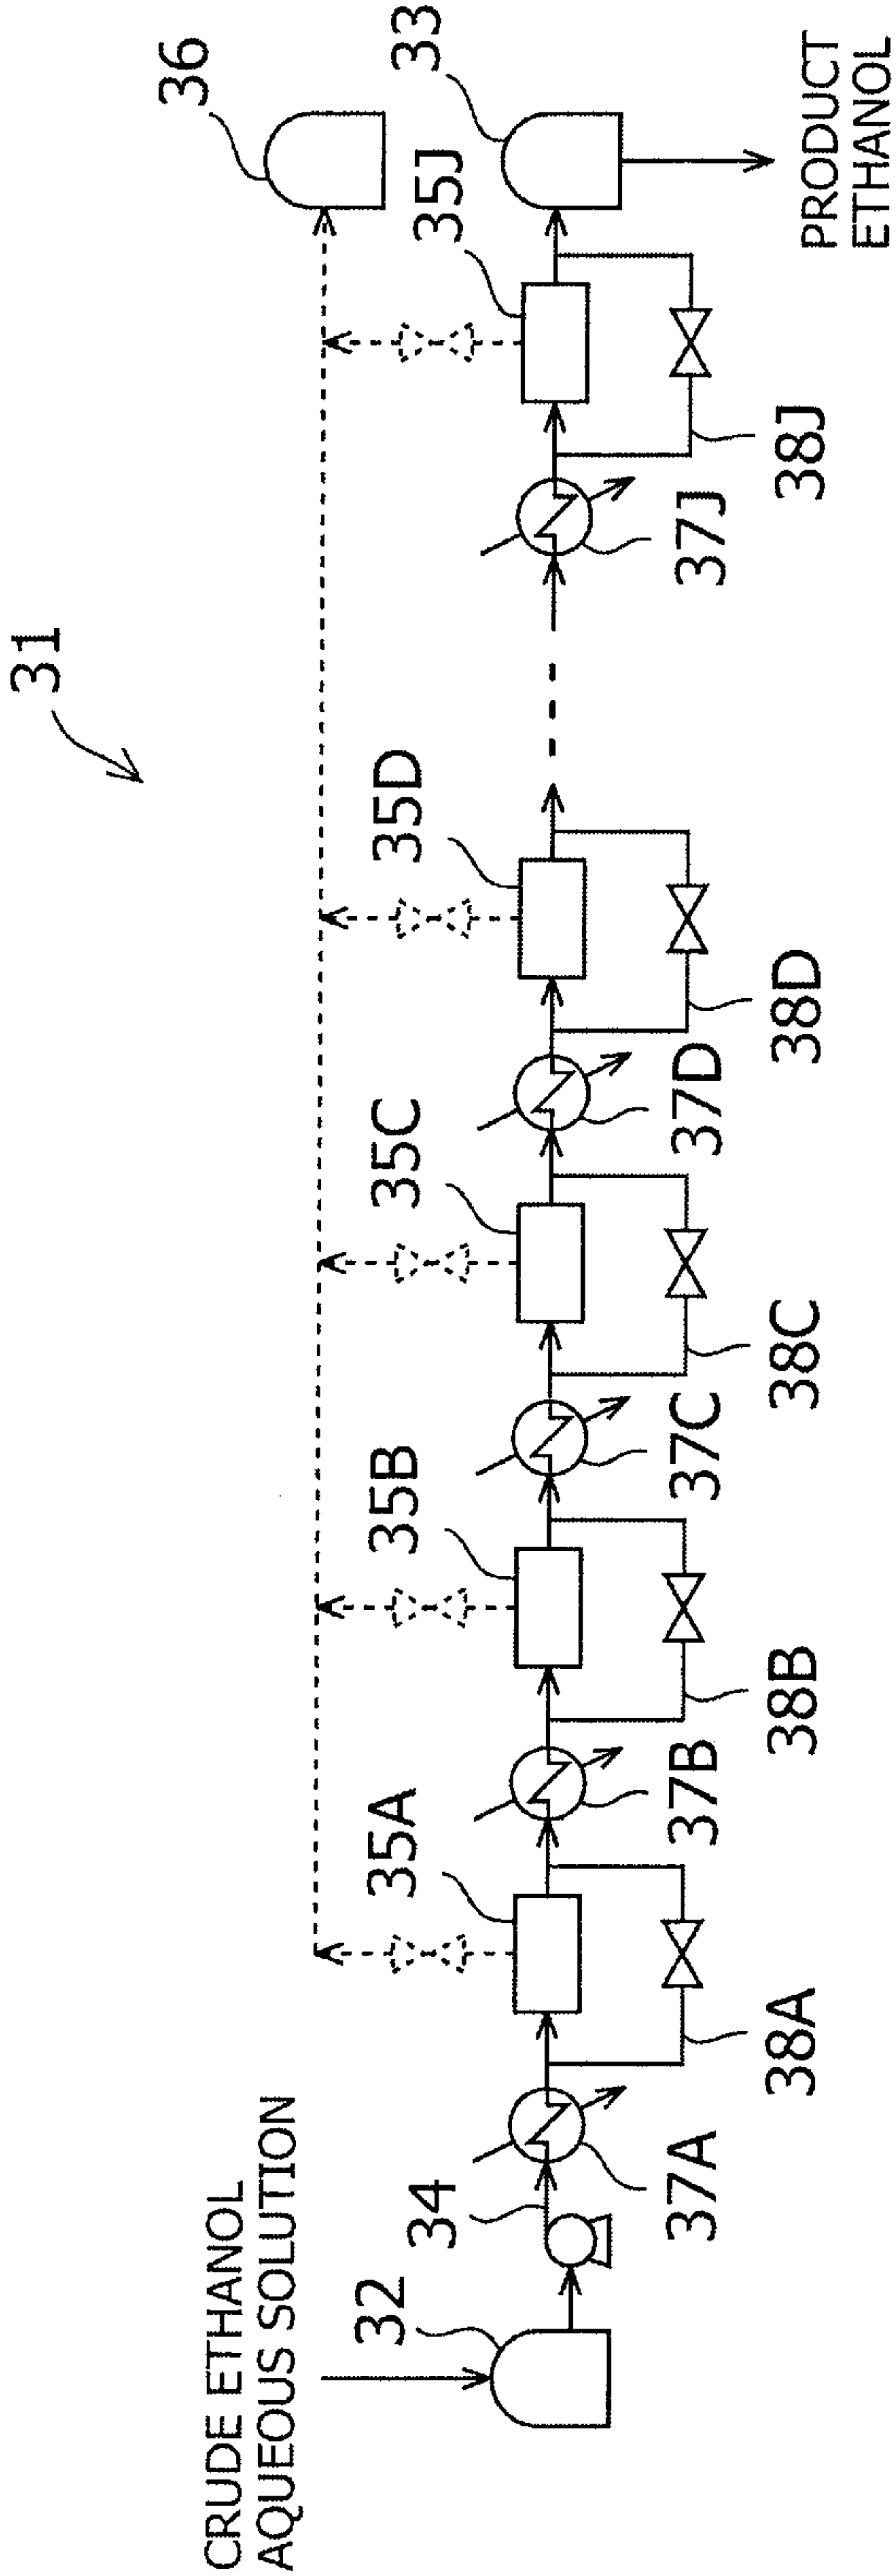 31
CRUDE ETHANOL
AQUEOUS SOLUTION
32
34
35A
35B
35C
35D
35J
36
33
37A
37B
37C
37D
37J
38A
38B
38C
38D
38J
PRODUCT
ETHANOL